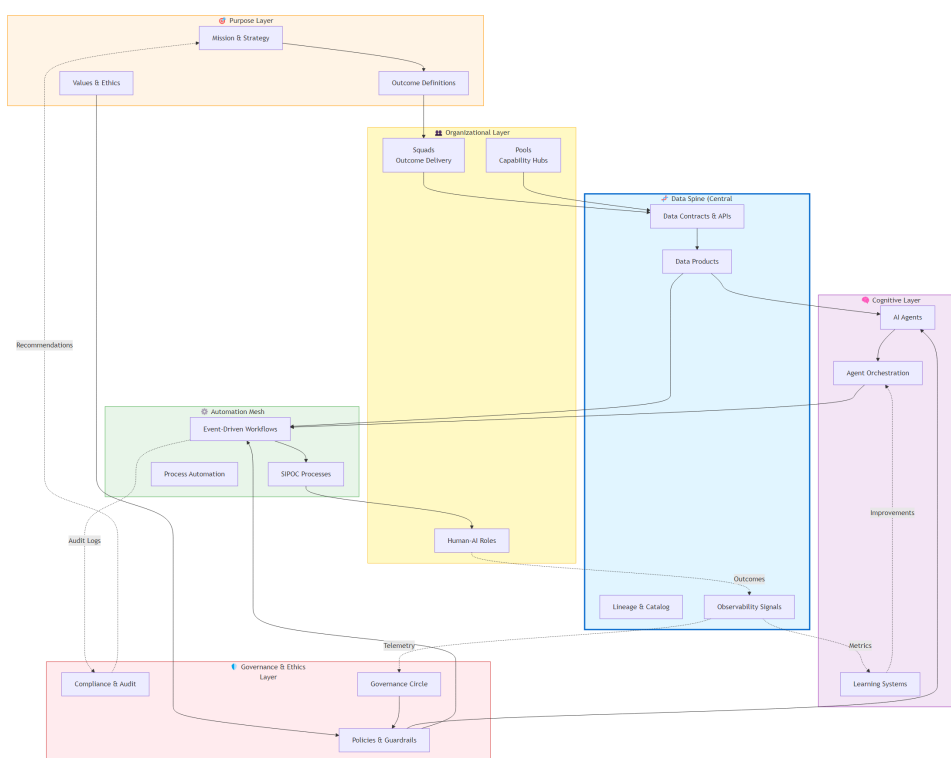 Purpose Layer
Mission & Strategy
Values & Ethics
Outcome Definitions
Organizational Layer
Squads
Outcome Delivery
Pools
Capability Hubs
Data Spine (Central
Data Contracts & APIs
Data Products
Cognitive Layer
AI Agents
Recommendations
Agent Orchestration
Automation Mesh
Event-Driven Workflows
Process Automation
SIPOC Processes
Improvements
Audit Logs
Human-AI Roles
Outcomes
Lineage & Catalog
Observability Signals
Telemetry
Metrics
Governance & Ethics
Layer
Compliance & Audit
Governance Circle
Learning Systems
Policies & Guardrails